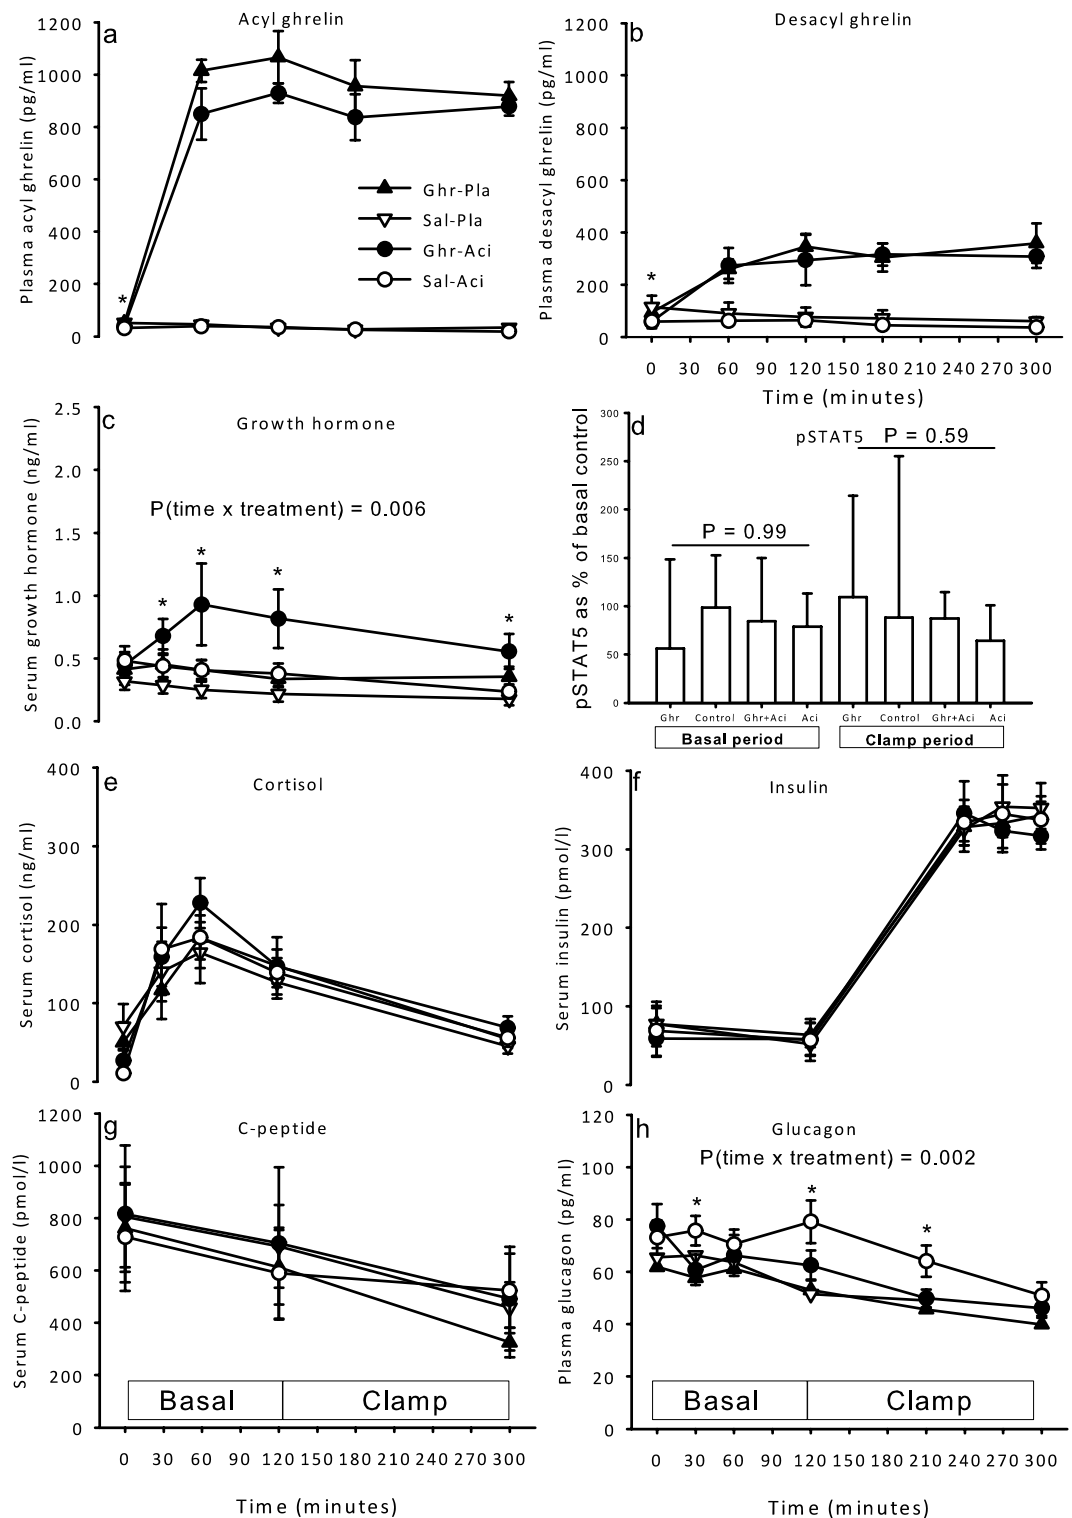 a
Acyl ghrelin
Plasma acyl ghrelin (pg/ml)
1200
1000
800
600
400
200
0
*
Ghr-Pla
Sal-Pla
Ghr-Aci
Sal-Aci
b
Desacyl ghrelin
Plasma desacyl ghrelin (pg/ml)
1200
1000
800
600
400
200
0
*
0 30 60 90 120 150 180 210 240 270 300
Time (minutes)
c
Growth hormone
Serum growth hormone (ng/ml)
2.5
2.0
1.5
1.0
0.5
0.0
P(time x treatment) = 0.006
* * * *
d
pSTAT5
P = 0.59
P = 0.99
pSTAT5 as % of basal control
300
250
200
150
100
50
0
Ghr Control Ghr+Aci Aci Ghr Control Ghr+Aci Aci
Basal period Clamp period
e
Cortisol
Serum cortisol (ng/ml)
400
300
200
100
0
f
Insulin
Serum insulin (pmol/l)
400
300
200
100
0
g
C-peptide
Serum C-peptide (pmol/l)
1200
1000
800
600
400
200
0
Basal Clamp
0 30 60 90 120 150 180 210 240 270 300
Time (minutes)
h
Glucagon
P(time x treatment) = 0.002
Plasma glucagon (pg/ml)
120
100
80
60
40
20
0
* * *
Basal Clamp
0 30 60 90 120 150 180 210 240 270 300
Time (minutes)